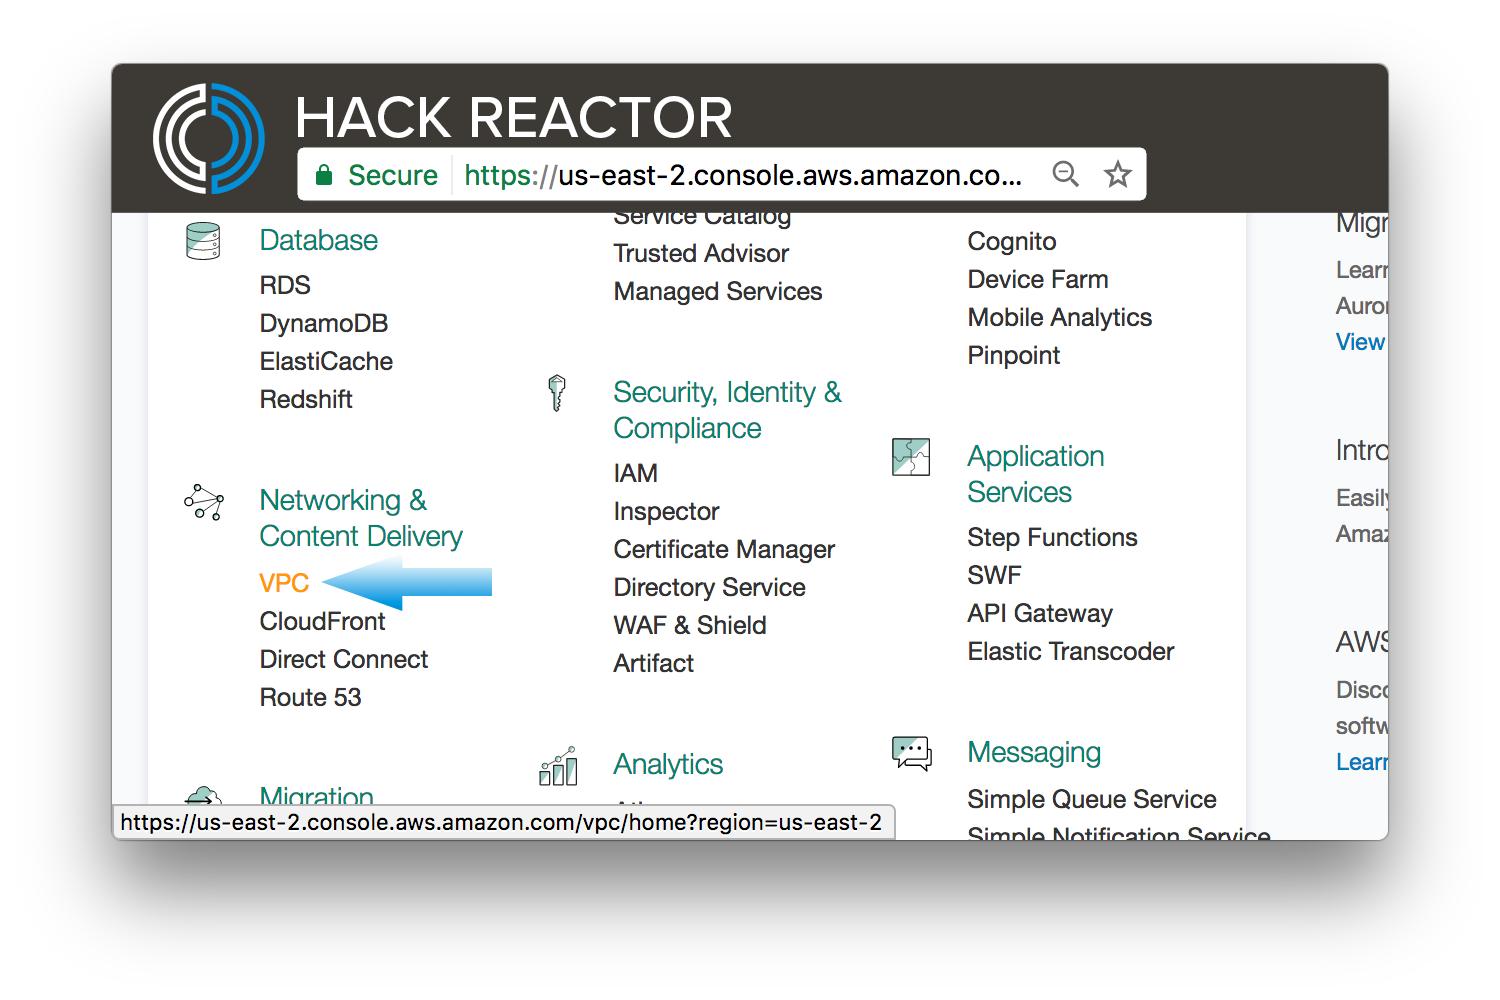 HACK REACTOR
Secure https://us-east-2.console.aws.amazon.co...
Database
RDS
DynamoDB
ElastiCache
Redshift
Networking &
Content Delivery
VPC
CloudFront
Direct Connect
Route 53
Migration
Service Catalog
Trusted Advisor
Managed Services
Security, Identity &
Compliance
IAM
Inspector
Certificate Manager
Directory Service
WAF & Shield
Artifact
Analytics
Cognito
Device Farm
Mobile Analytics
Pinpoint
Application
Services
Step Functions
SWF
API Gateway
Elastic Transcoder
Messaging
Simple Queue Service
Simple Notification Service
Migr
Learn
Auror
View
Intro
Easily
Amaz
AWS
Disco
softw
Learn
https://us-east-2.console.aws.amazon.com/vpc/home?region=us-east-2